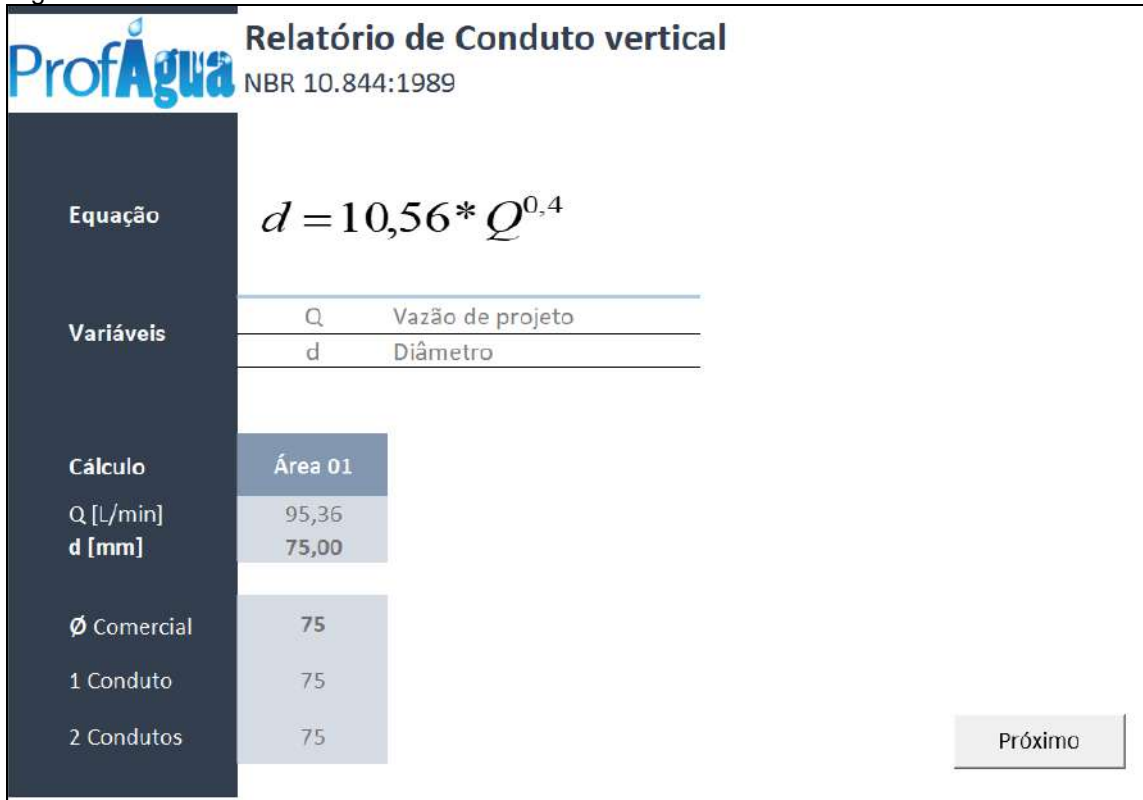 ProfÁgua
Relatório de Conduto vertical
NBR 10.844:1989
Equação
d = 10,56 * Q^0,4
Variáveis
Q Vazão de projeto
d Diâmetro
Cálculo Área 01
Q [L/min] 95,36
d [mm] 75,00
Ø Comercial 75
1 Conduto 75
2 Condutos 75
Próximo